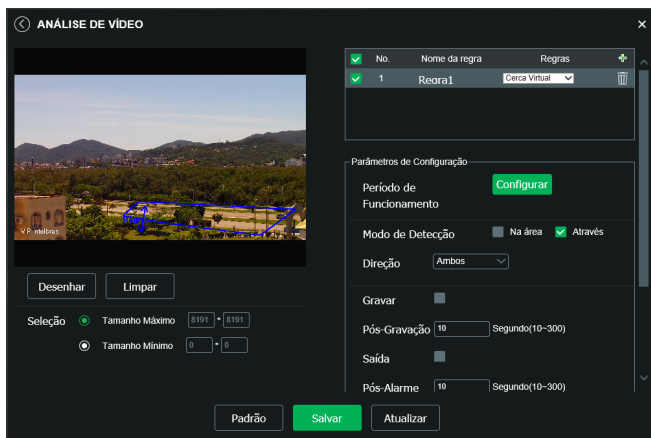 ANÁLISE DE VÍDEO
No. Nome da regra Regras
1 Regra1 Cerca Virtual
Parâmetros de Configuração
Período de Funcionamento Configurar
Modo de Detecção Na área Através
Direção Ambos
Gravar
Pós-Gravação 10 Segundo(10~300)
Saída
Pós-Alarme 10 Segundo(10~300)
VIP Intelbras
Desenhar Limpar
Seleção Tamanho Máximo 8191 * 8191
Tamanho Mínimo 0 * 0
Padrão Salvar Atualizar